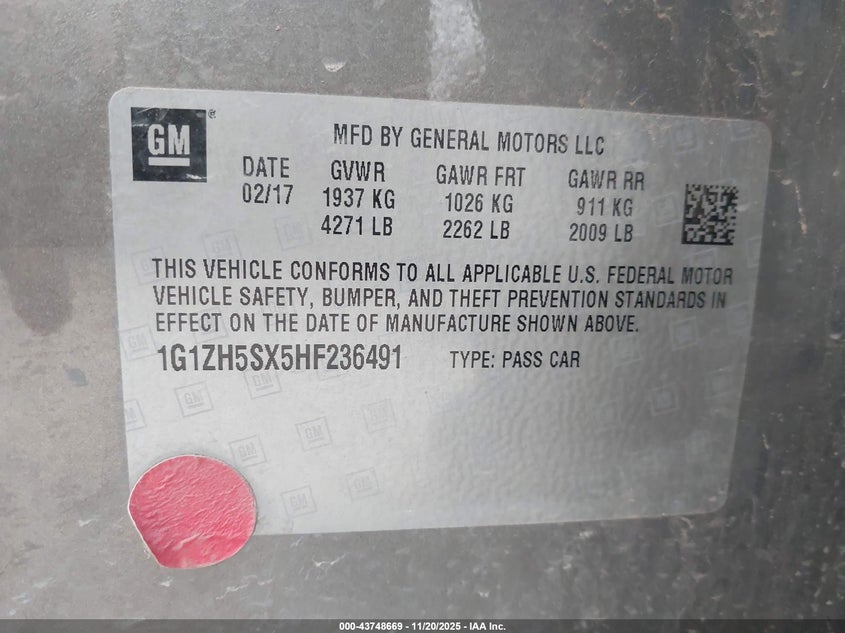 GM®
MFD BY GENERAL MOTORS LLC
DATE GVWR GAWR FRT GAWR RR
02/17 1937 KG 1026 KG 911 KG
4271 LB 2262 LB 2009 LB
THIS VEHICLE CONFORMS TO ALL APPLICABLE U.S. FEDERAL MOTOR
VEHICLE SAFETY, BUMPER, AND THEFT PREVENTION STANDARDS IN
EFFECT ON THE DATE OF MANUFACTURE SHOWN ABOVE.
1G1ZH5SX5HF236491 TYPE: PASS CAR
000-43748669 - 11/20/2025 - IAA Inc.